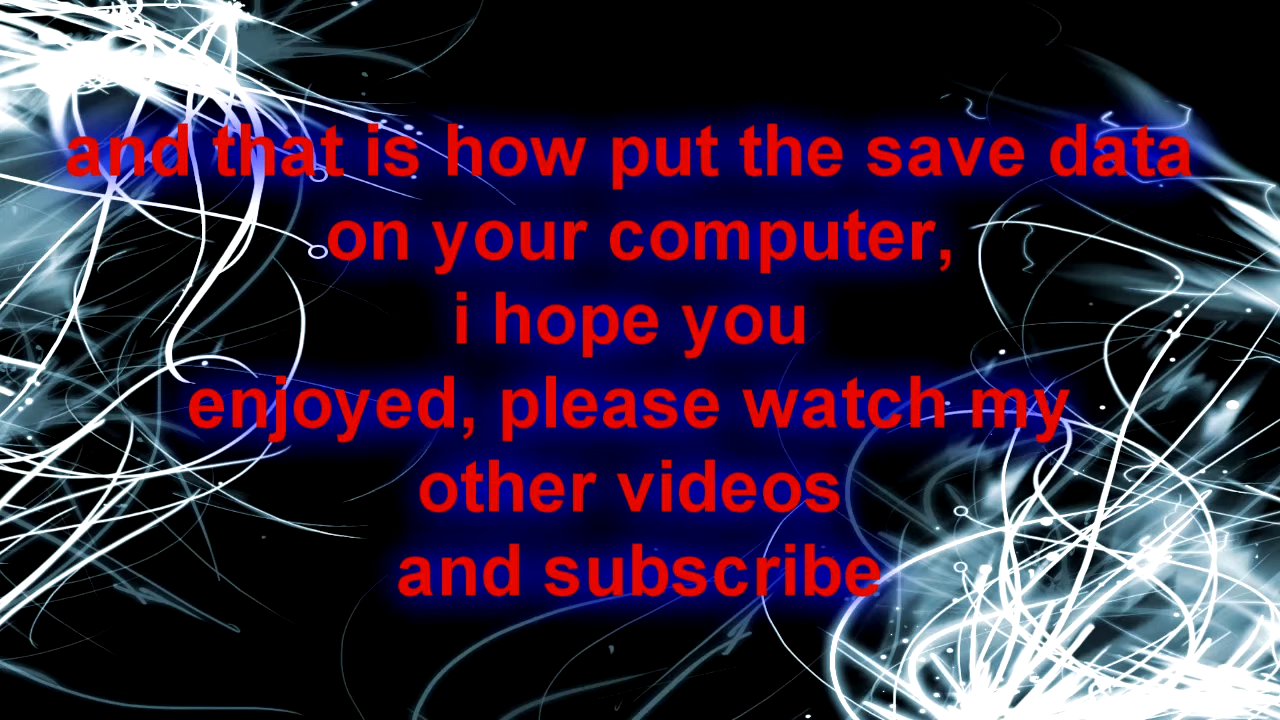 and that is how put the save data
on your computer,
i hope you
enjoyed, please watch my
other videos
and subscribe